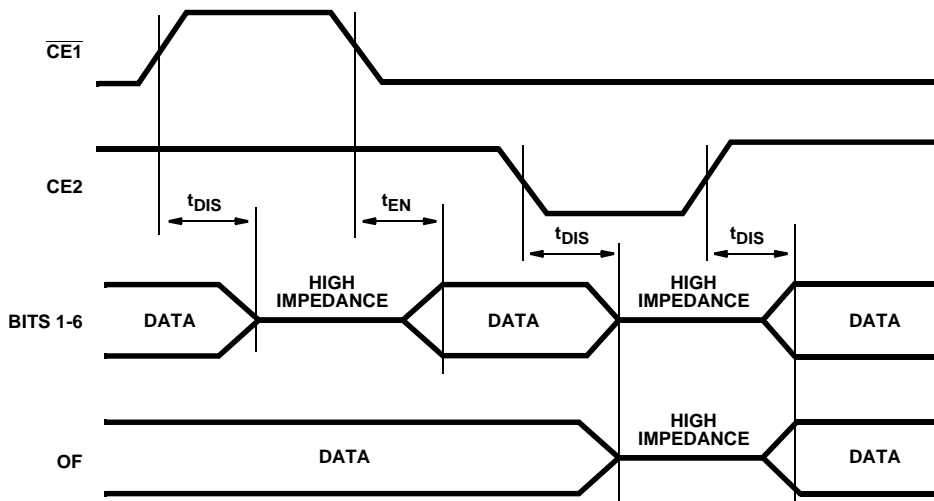 CE1
CE2
tDIS
tEN
tDIS
tDIS
BITS 1-6
DATA
HIGH
IMPEDANCE
DATA
HIGH
IMPEDANCE
DATA
OF
DATA
HIGH
IMPEDANCE
DATA